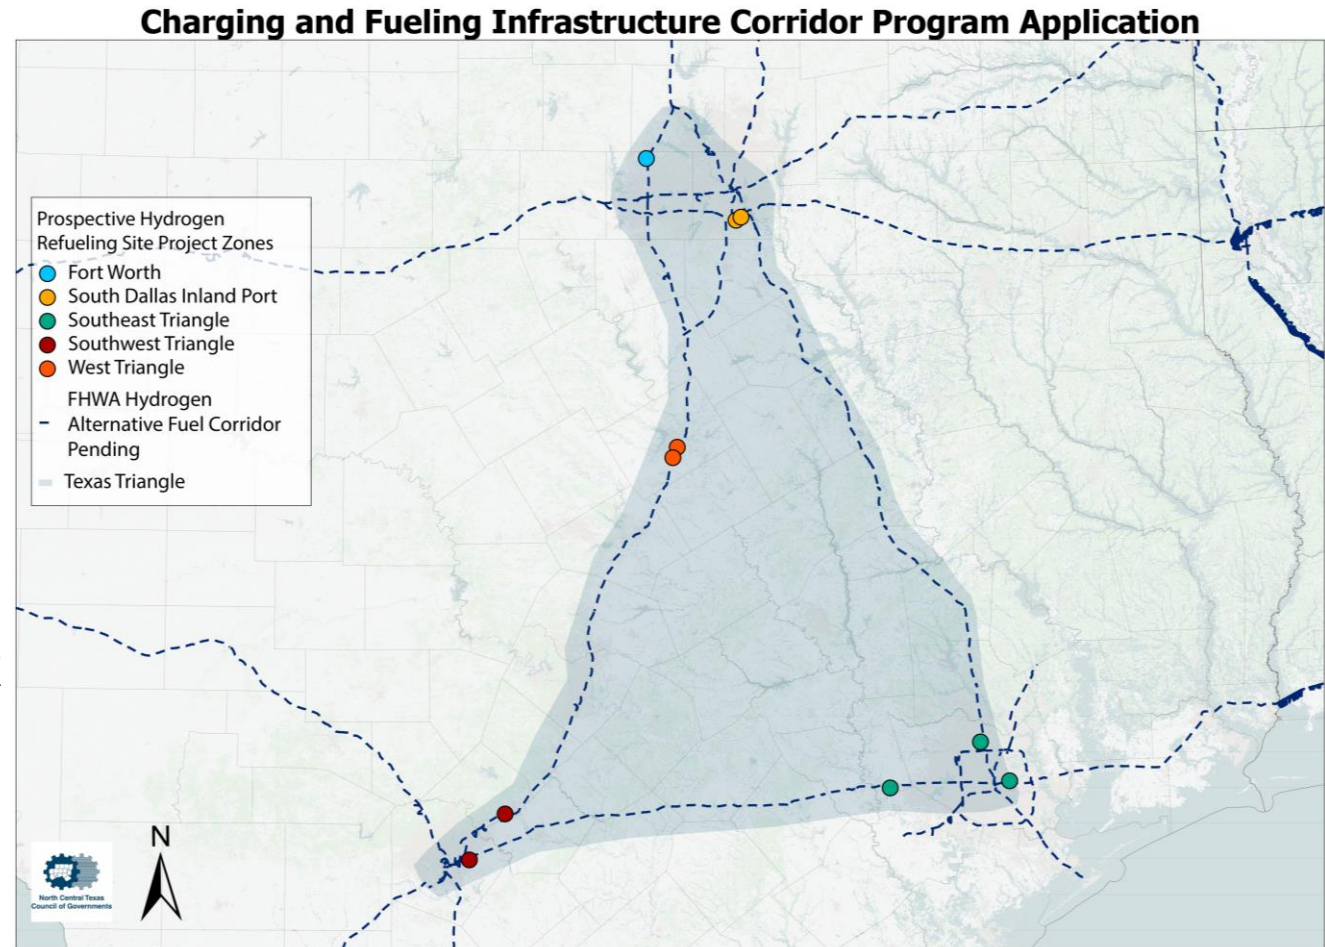 Charging and Fueling Infrastructure Corridor Program Application
Prospective Hydrogen
Refueling Site Project Zones
Fort Worth
South Dallas Inland Port
Southeast Triangle
Southwest Triangle
West Triangle
FHWA Hydrogen
Alternative Fuel Corridor
Pending
Texas Triangle
N
North Central Texas
Council of Governments